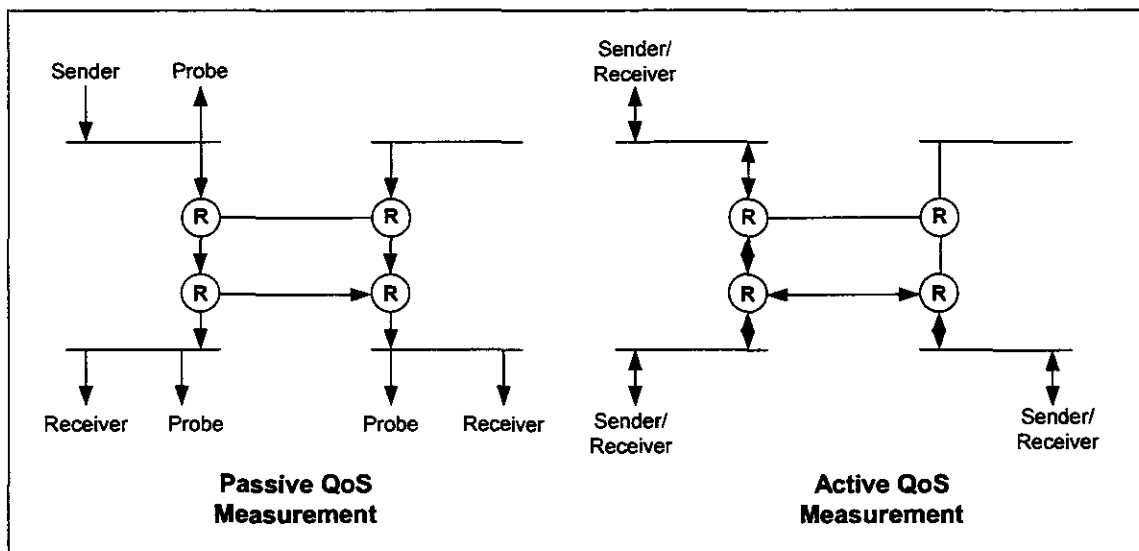 Sender
Probe
R
R
R
R
Receiver
Probe
Probe
Receiver
Passive QoS
Measurement
Sender/
Receiver
R
R
R
R
Sender/
Receiver
Sender/
Receiver
Active QoS
Measurement